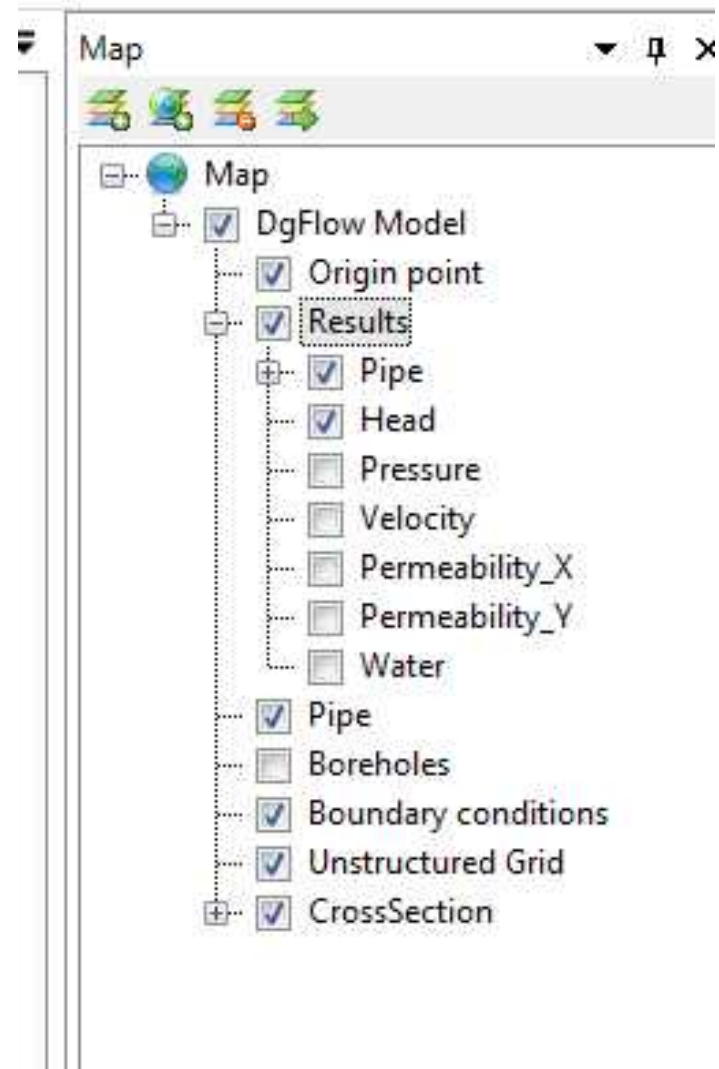 Map
Map
DgFlow Model
Origin point
Results
Pipe
Head
Pressure
Velocity
Permeability_X
Permeability_Y
Water
Pipe
Boreholes
Boundary conditions
Unstructured Grid
CrossSection